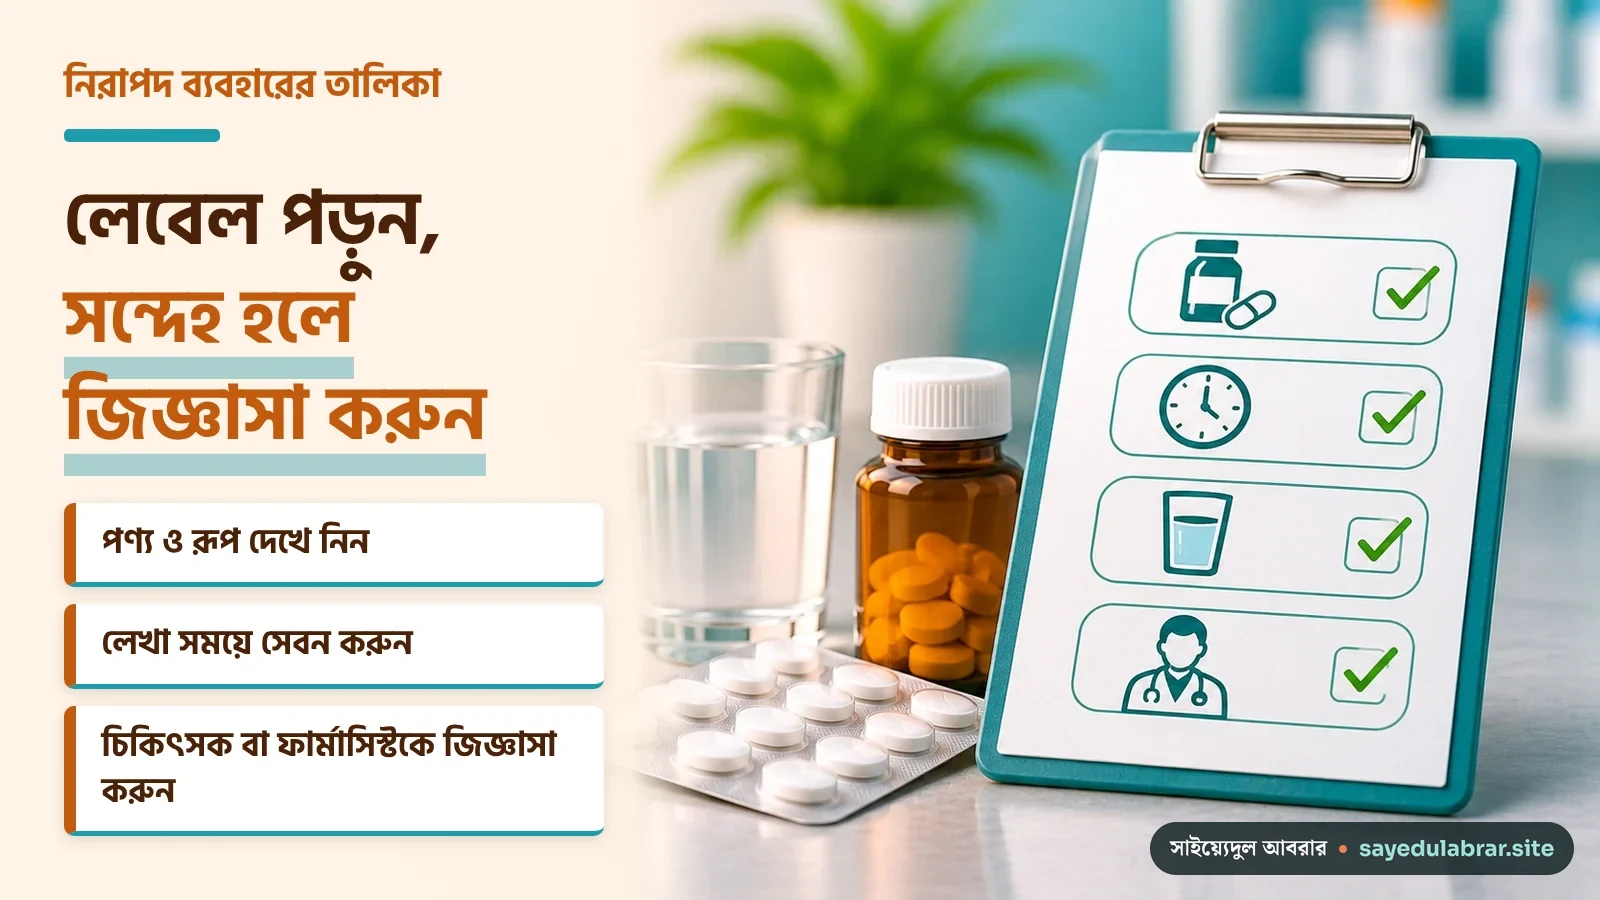 নিরাপদ ব্যবহারের তালিকা
লেবেল পড়ুন,
সন্দেহ হলে
জিজ্ঞাসা করুন
পণ্য ও রূপ দেখে নিন
লেখা সময়ে সেবন করুন
চিকিৎসক বা ফার্মাসিস্টকে জিজ্ঞাসা
করুন
সাইয়্যেদুল আবরার • sayedulabrar.site